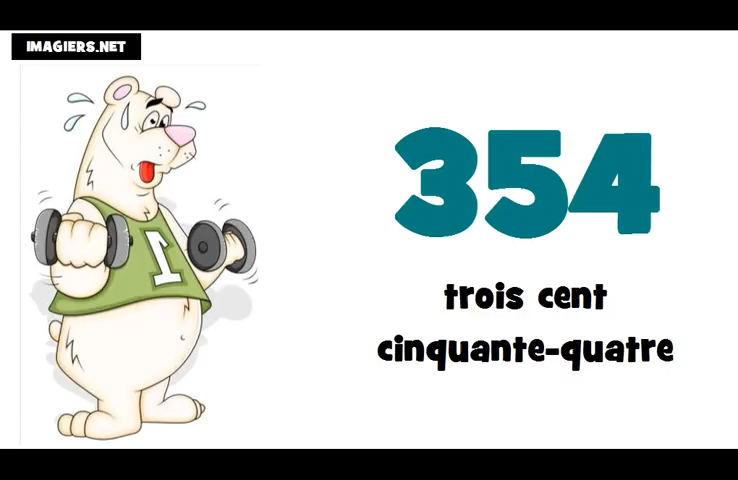 IMAGIERS.NET
354
trois cent
cinquante-quatre
1